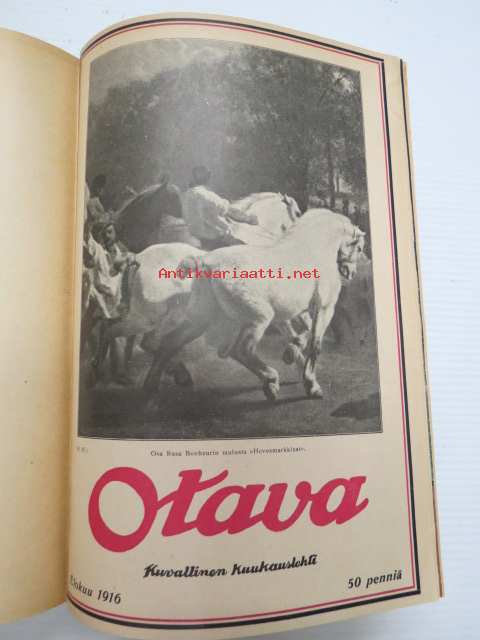 Antikvariaatti.net
Osa Rosa Bonheurin taulusta »Hevosmarkkinat».
Otava
Kuvallinen Kuukauslehti
Elokuu 1916
50 penniä